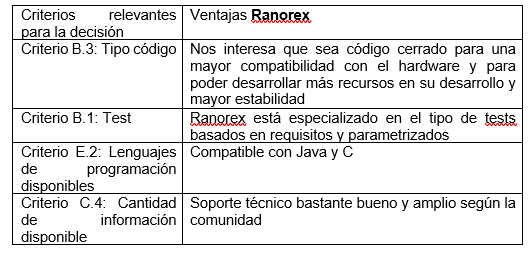 Criterios relevantes para la decisión
Ventajas Ranorex
Criterio B.3: Tipo código
Nos interesa que sea código cerrado para una
mayor compatibilidad con el hardware y para
poder desarrollar más recursos en su desarrollo y
mayor estabilidad
Criterio B.1: Test
Ranorex está especializado en el tipo de tests
basados en requisitos y parametrizados
Criterio E.2: Lenguajes
de programación
disponibles
Compatible con Java y C
Criterio C.4: Cantidad
de información
disponible
Soporte técnico bastante bueno y amplio según la
comunidad